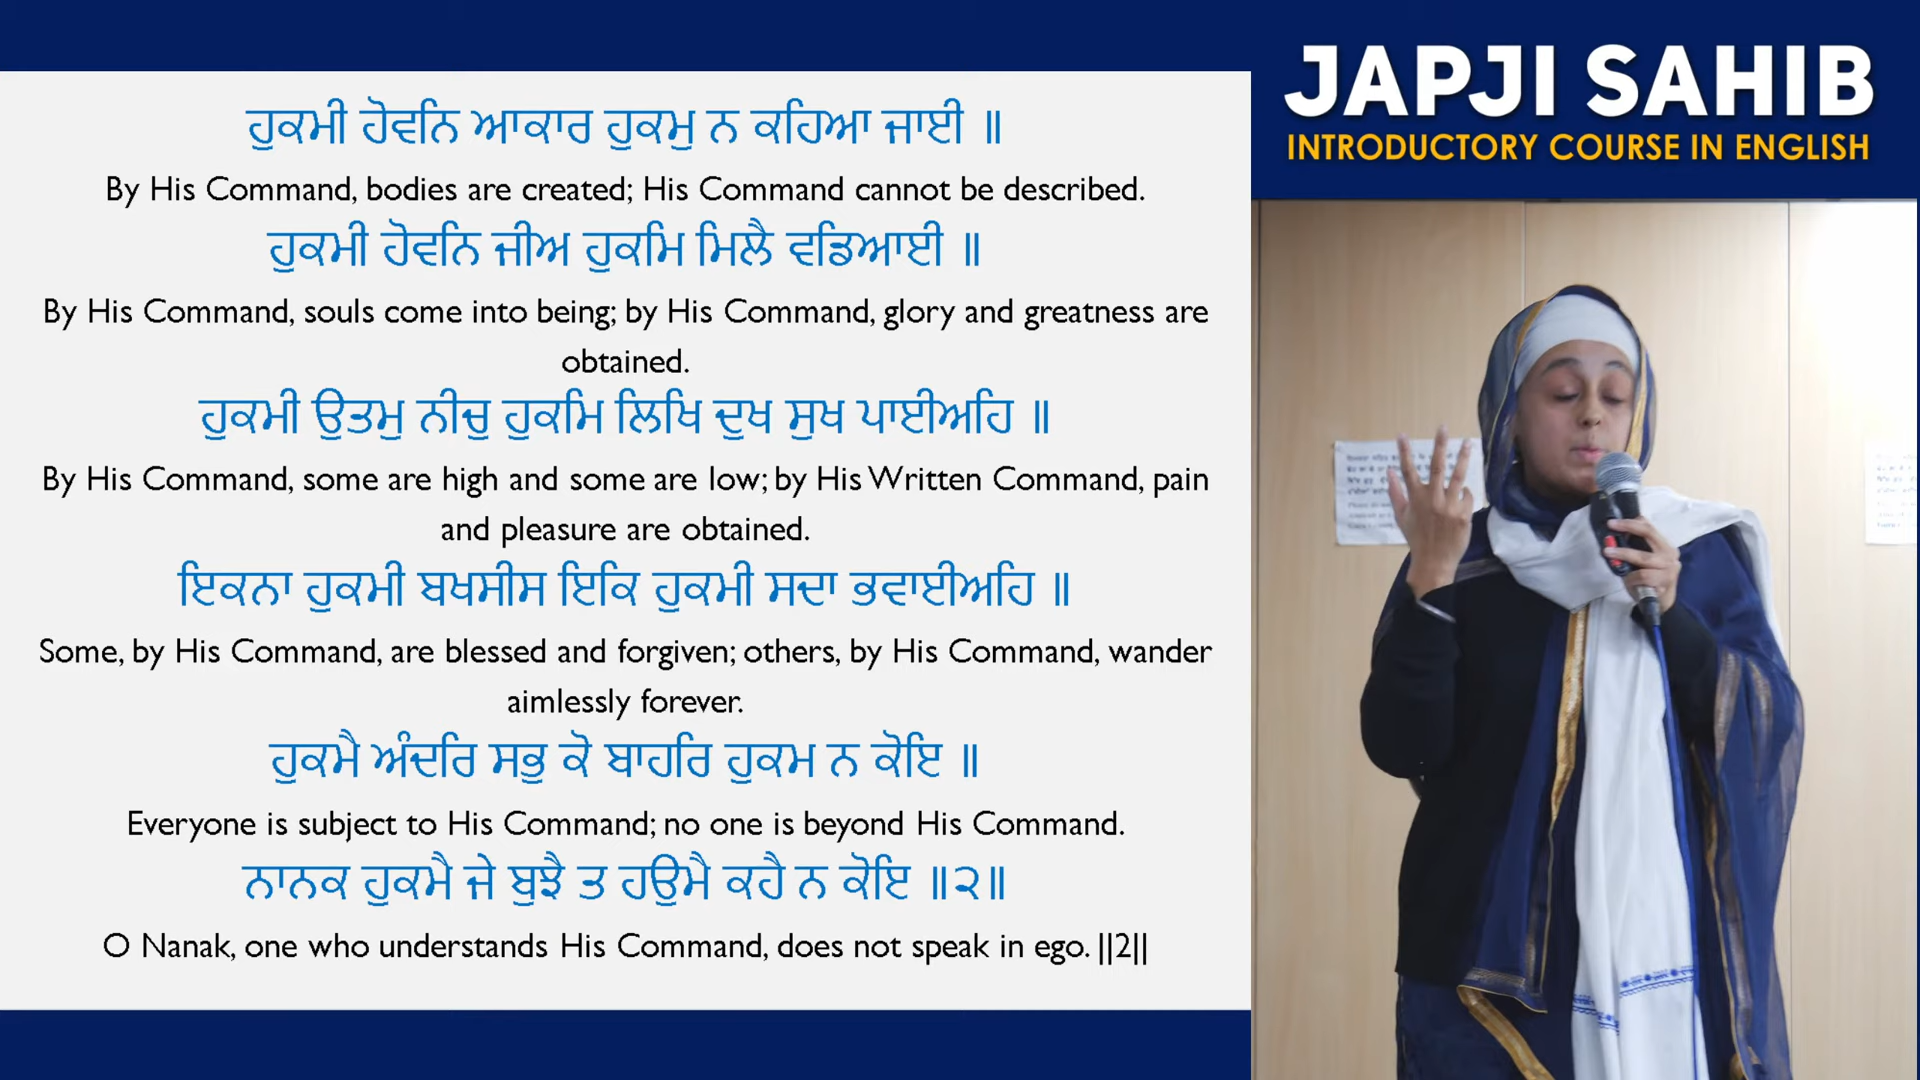 ਹੁਕਮੀ ਹੋਵਨਿ ਆਕਾਰ ਹੁਕਮੁ ਨ ਕਹਿਆ ਜਾਈ ॥
By His Command, bodies are created; His Command cannot be described.
ਹੁਕਮੀ ਹੋਵਨਿ ਜੀਅ ਹੁਕਮਿ ਮਿਲੈ ਵਡਿਆਈ ॥
By His Command, souls come into being; by His Command, glory and greatness are
obtained.
ਹੁਕਮੀ ਉਤਮੁ ਨੀਚੁ ਹੁਕਮਿ ਲਿਖਿ ਦੁਖ ਸੁਖ ਪਾਈਅਹਿ ॥
By His Command, some are high and some are low; by His Written Command, pain
and pleasure are obtained.
ਇਕਨਾ ਹੁਕਮੀ ਬਖਸੀਸ ਇਕਿ ਹੁਕਮੀ ਸਦਾ ਭਵਾਈਅਹਿ ॥
Some, by His Command, are blessed and forgiven; others, by His Command, wander
aimlessly forever.
ਹੁਕਮੈ ਅੰਦਰਿ ਸਭੁ ਕੋ ਬਾਹਰਿ ਹੁਕਮ ਨ ਕੋਇ ॥
Everyone is subject to His Command; no one is beyond His Command.
ਨਾਨਕ ਹੁਕਮੈ ਜੇ ਬੁਝੈ ਤ ਹਉਮੈ ਕਹੈ ਨ ਕੋਇ ॥੨॥
O Nanak, one who understands His Command, does not speak in ego. ||2||
JAPJI SAHIB
INTRODUCTORY COURSE IN ENGLISH